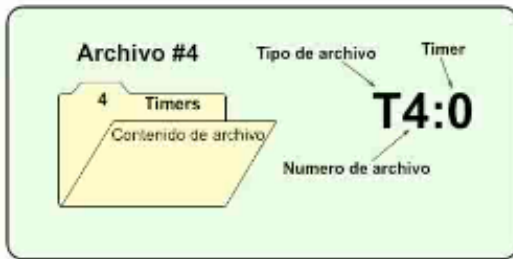 Archivo #4
4 Timers
Contenido de archivo
Tipo de archivo
Timer
T4:0
Numero de archivo